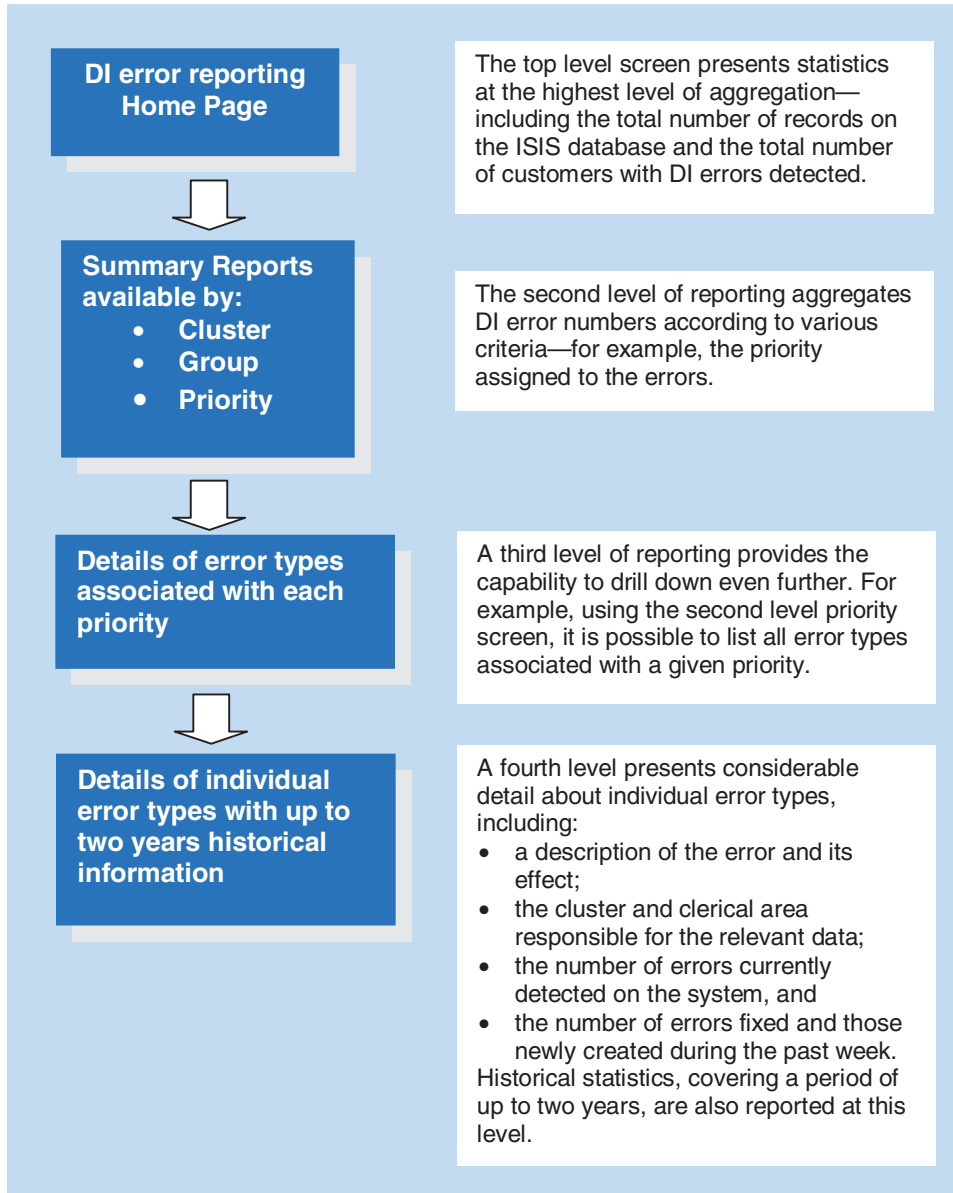 DI error reporting
Home Page
The top level screen presents statistics
at the highest level of aggregation—
including the total number of records on
the ISIS database and the total number
of customers with DI errors detected.
Summary Reports
available by:
• Cluster
• Group
• Priority
The second level of reporting aggregates
DI error numbers according to various
criteria—for example, the priority
assigned to the errors.
Details of error types
associated with each
priority
A third level of reporting provides the
capability to drill down even further. For
example, using the second level priority
screen, it is possible to list all error types
associated with a given priority.
Details of individual
error types with up to
two years historical
information
A fourth level presents considerable
detail about individual error types,
including:
• a description of the error and its
effect;
• the cluster and clerical area
responsible for the relevant data;
• the number of errors currently
detected on the system, and
• the number of errors fixed and those
newly created during the past week.
Historical statistics, covering a period of
up to two years, are also reported at this
level.